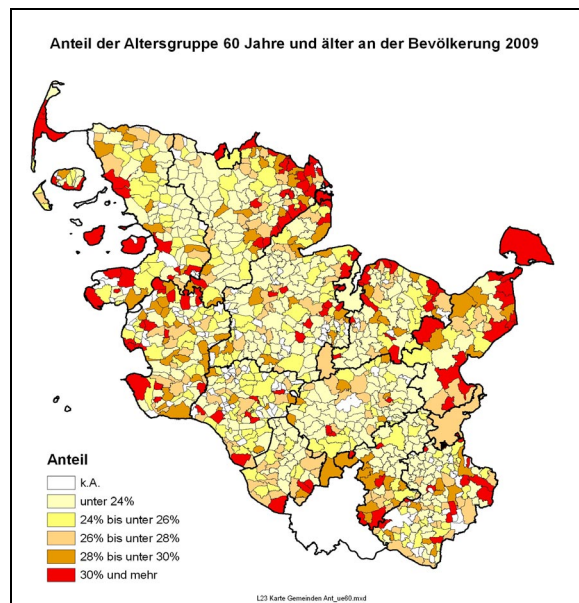 Anteil der Altersgruppe 60 Jahre und älter an der Bevölkerung 2009
Anteil
k.A.
unter 24%
24% bis unter 26%
26% bis unter 28%
28% bis unter 30%
30% und mehr
L23 Karte Gemeinden Ant_ue60.mxd